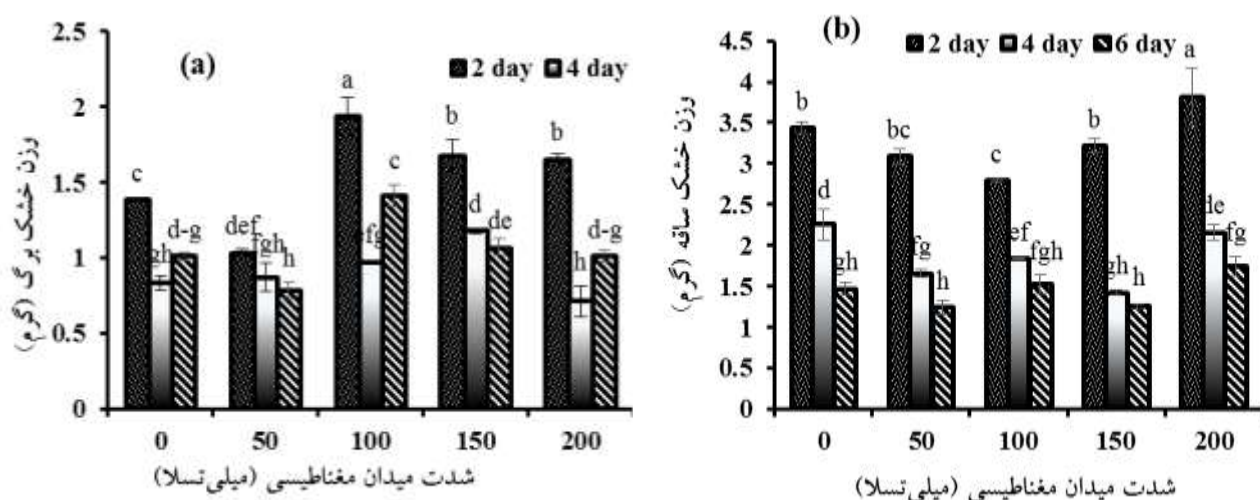 (a)
2 day 4 day
وزن خشک برگ (گرم)
2.5
2
1.5
1
0.5
0
c
gh
d-g
def
fgh
h
a
efg
c
b
d
de
b
h
d-g
0 50 100 150 200
شدت میدان مغناطیسی (میلی‌تسلا)
(b)
2 day 4 day 6 day
وزن خشک ساقه (گرم)
4.5
4
3.5
3
2.5
2
1.5
1
0.5
0
b
d
gh
bc
fg
h
c
ef
fgh
b
gh
h
a
de
fg
0 50 100 150 200
شدت میدان مغناطیسی (میلی‌تسلا)